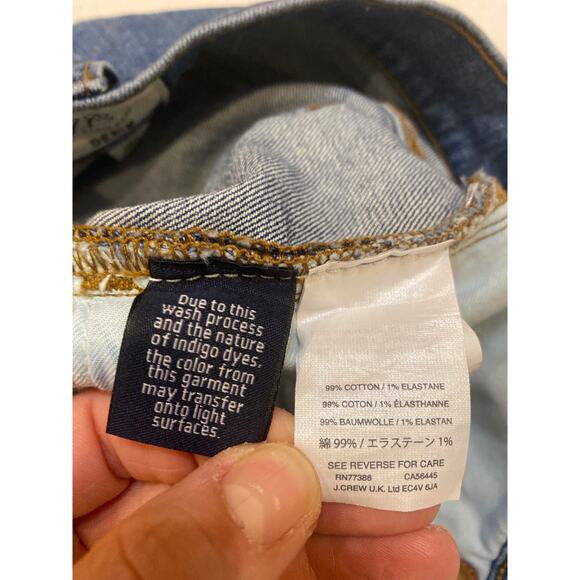 Due to this
wash process
and the nature
of indigo dyes,
the color from
this garment
may transfer
onto light
surfaces.
99% COTTON / 1% ELASTANE
99% COTON / 1% ÉLASTHANNE
99% BAUMWOLLE / 1% ELASTAN
綿 99% / エラステーン 1%
SEE REVERSE FOR CARE
RN77388 CA56445
J.CREW U.K. Ltd EC4V 6JA